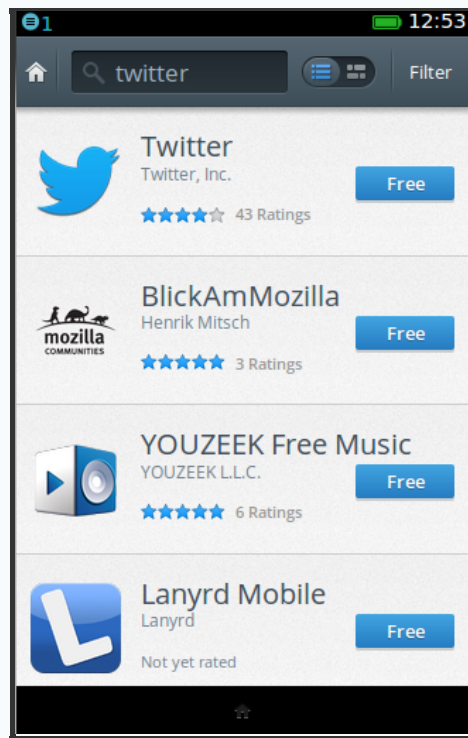 1 12:53
twitter Filter
Twitter
Twitter, Inc.
43 Ratings
Free
mozilla
COMMUNITIES
BlickAmMozilla
Henrik Mitsch
3 Ratings
Free
YOUZEEK Free Music
YOUZEEK L.L.C.
6 Ratings
Free
L
Lanyrd Mobile
Lanyrd
Not yet rated
Free